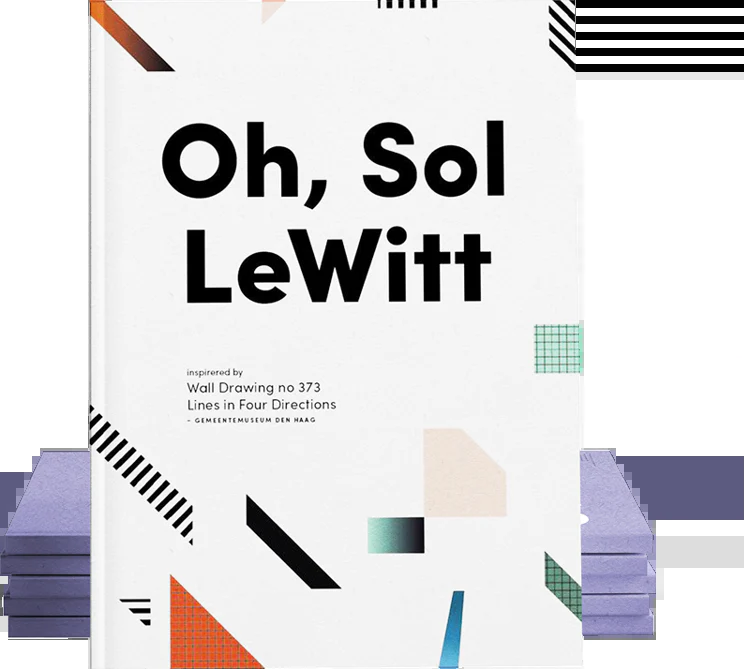 Oh, Sol
LeWitt
inspirered by
Wall Drawing no 373
Lines in Four Directions
– GEMEENTEMUSEUM DEN HAAG